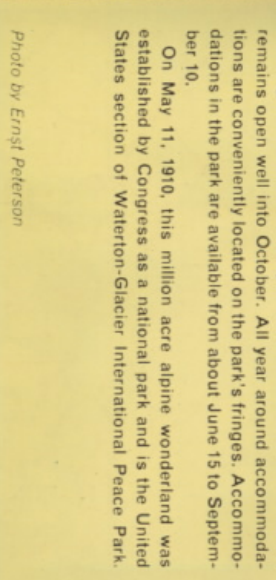 remains open well into October. All year around accommoda-
tions are conveniently located on the park's fringes. Accommo-
dations in the park are available from about June 15 to Septem-
ber 10.
On May 11, 1910, this million acre alpine wonderland was
established by Congress as a national park and is the United
States section of Waterton-Glacier International Peace Park.
Photo by Ernst Peterson